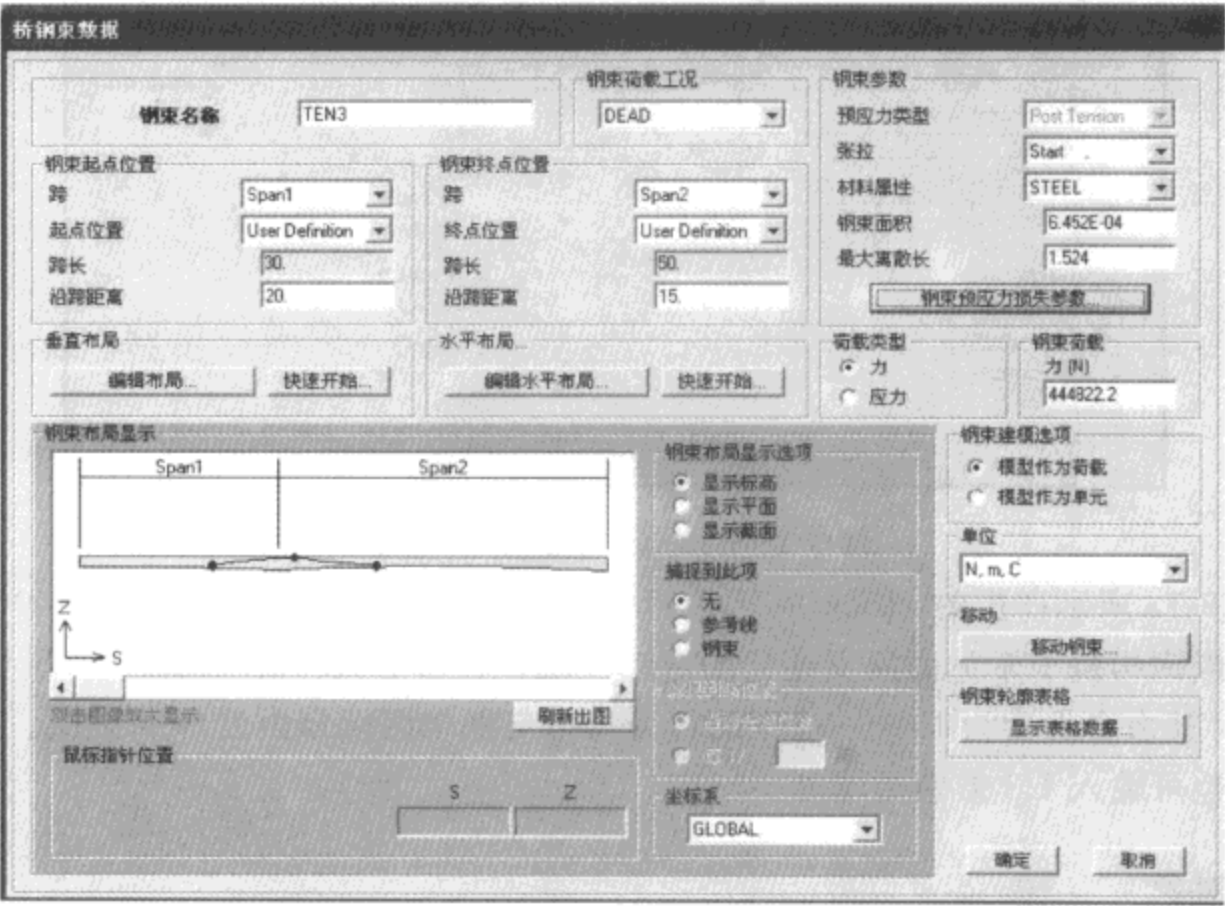 桥钢束数据
钢束名称
TEN3
钢束荷载工况
DEAD
钢束参数
预应力类型
Post Tension
张拉
Start
材料属性
STEEL
钢束面积
6.452E-04
最大离散长
1.524
钢束预应力损失参数...
钢束起点位置
跨
Span1
起点位置
User Definition
跨长
30.
沿跨距离
20.
钢束终点位置
跨
Span2
终点位置
User Definition
跨长
50.
沿跨距离
15.
垂直布局
编辑布局...
快速开始...
水平布局
编辑水平布局...
快速开始...
荷载类型
力
应力
钢束荷载
力 (N)
444822.2
钢束布局显示
Span1
Span2
Z
S
双击图像放大显示
刷新出图
鼠标指针位置
S
Z
钢束布局显示选项
显示标高
显示平面
显示截面
捕捉到此项
无
参考线
钢束
坐标系
GLOBAL
钢束建模选项
模型作为荷载
模型作为单元
单位
N, m, C
移动
移动钢束...
钢束轮廓表格
显示表格数据...
确定
取消